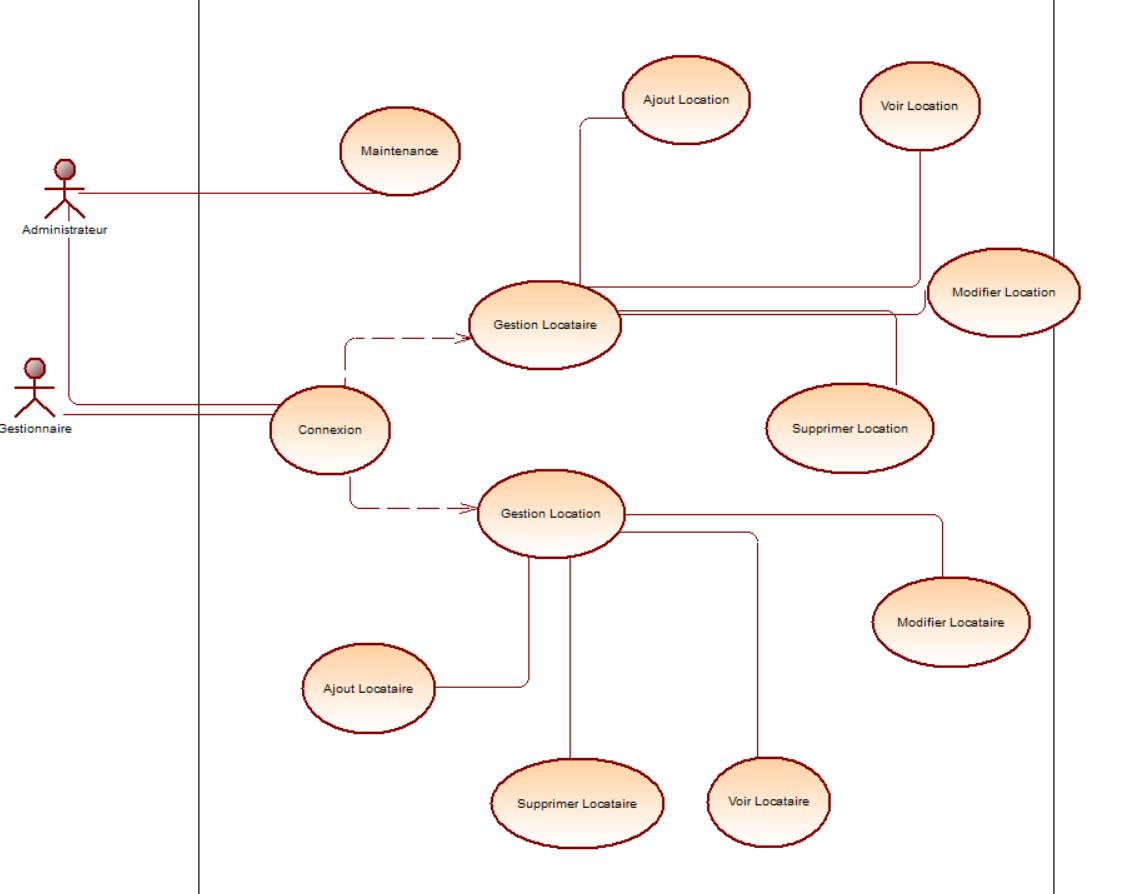 Ajout Location
Voir Location
Maintenance
Administrateur
Modifier Location
Gestion Locataire
Gestionnaire
Connexion
Supprimer Location
Gestion Location
Modifier Locataire
Ajout Locataire
Supprimer Locataire
Voir Locataire